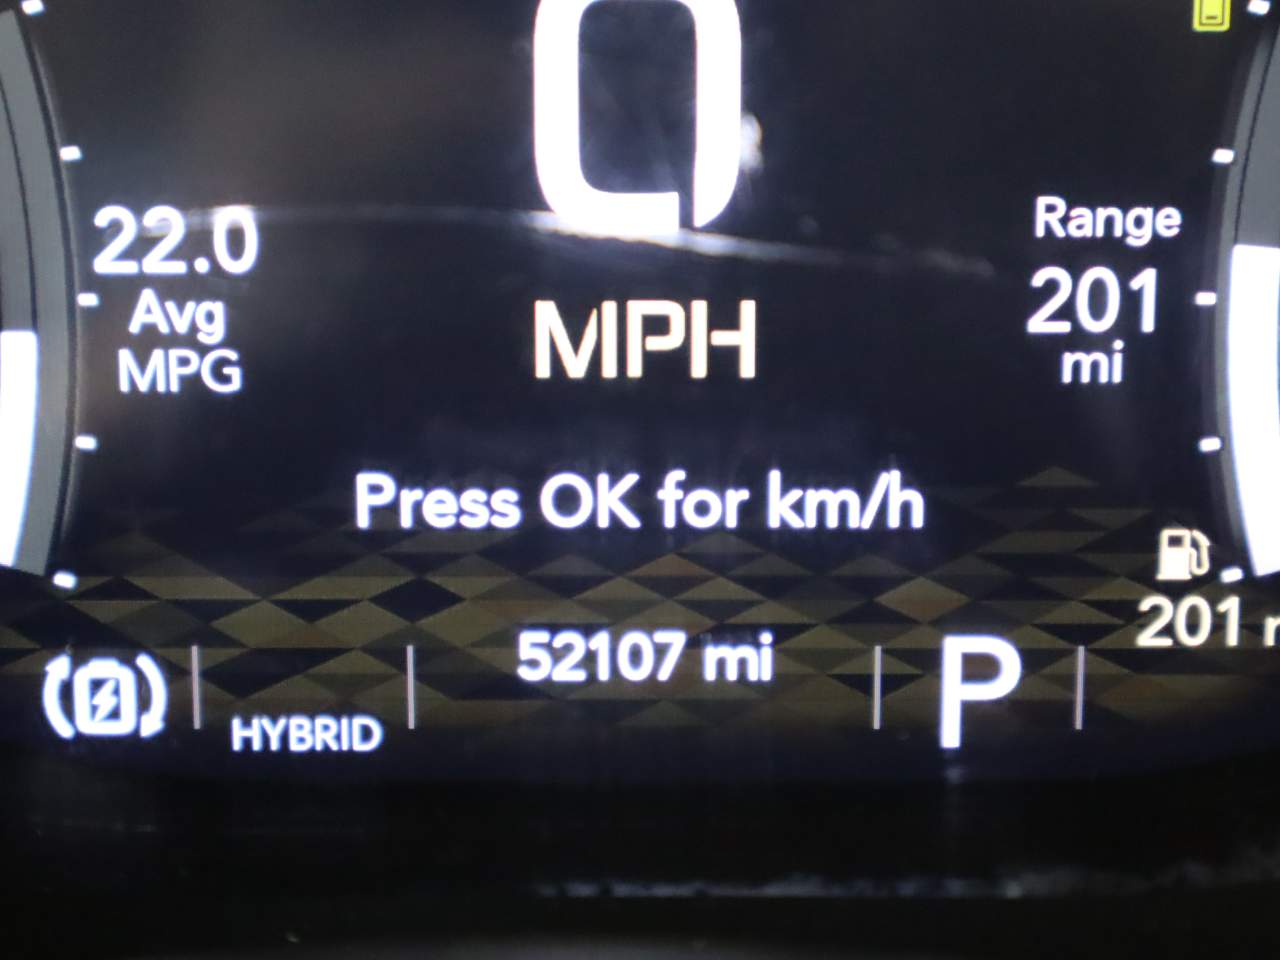 0
22.0
Avg
MPG
MPH
Range
201
mi
Press OK for km/h
201
HYBRID
52107 mi
P